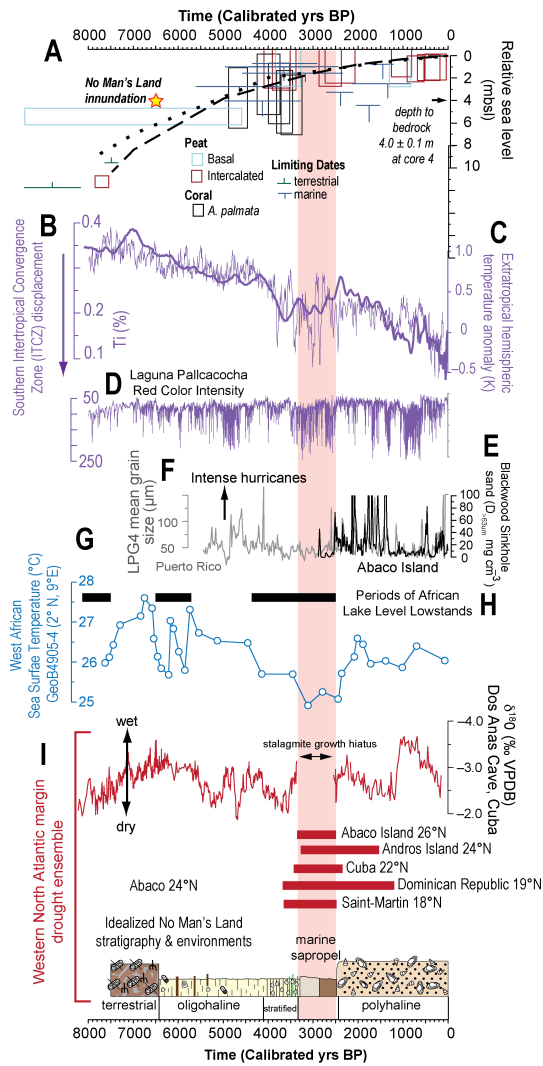 Time (Calibrated yrs BP)
8000 7000 6000 5000 4000 3000 2000 1000 0
A
No Man's Land
inundation
0
2
4
6
8
10
Relative sea level
(mbsl)
depth to
bedrock
4.0 ± 0.1 m
at core 4
Peat
Basal
Intercalated
Coral
A. palmata
Limiting Dates
terrestrial
marine
B
Southern Intertropical Convergence
Zone (ITCZ) discplacement
Ti (%)
0.4
0.2
0.1
C
1.0
0.5
0
−0.5
Extratropical hemispheric
temperature anomaly (K)
D
Laguna Pallcacocha
Red Color Intensity
50
250
E
Blackwood Sinkhole
sand (D>63um mg cm-3)
100
80
60
40
20
0
F
Intense hurricanes
LPG4 mean grain
size (µm)
100
50
Puerto Rico
Abaco Island
G
West African
Sea Surfae Temperature (°C)
GeoB4905-4 (2° N, 9°E)
28
27
26
25
H
Periods of African
Lake Level Lowstands
I
Western North Atlantic margin
drought ensemble
wet
dry
stalagmite growth hiatus
−4.0
−3.0
−2.0
δ18O (‰ VPDB)
Dos Anas Cave, Cuba
Abaco Island 26°N
Andros Island 24°N
Cuba 22°N
Dominican Republic 19°N
Saint-Martin 18°N
Abaco 24°N
Idealized No Man's Land
stratigraphy & environments
marine
sapropel
terrestrial oligohaline stratified polyhaline
8000 7000 6000 5000 4000 3000 2000 1000 0
Time (Calibrated yrs BP)